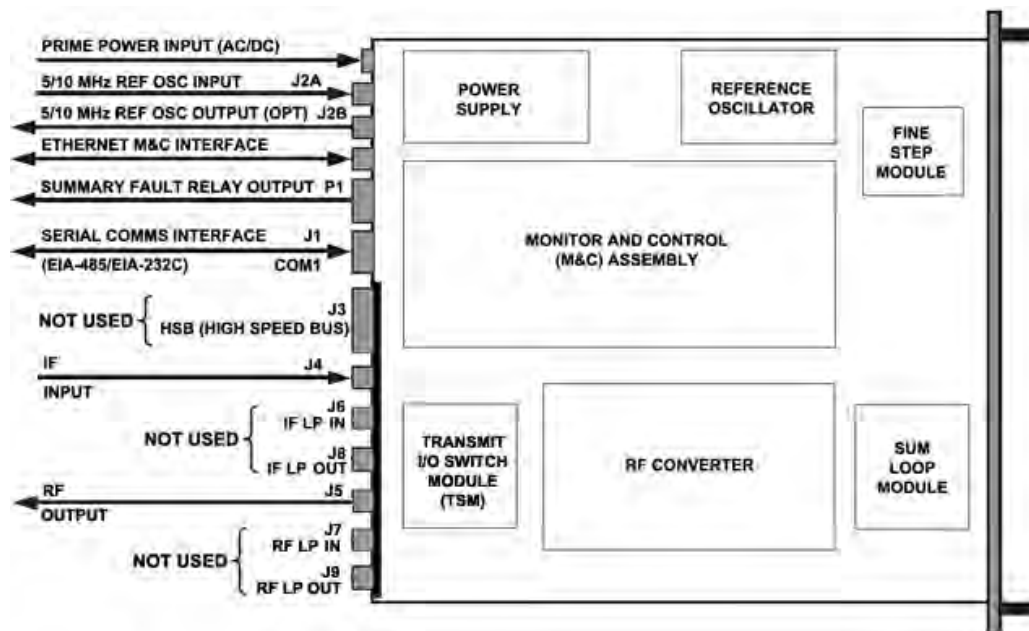 PRIME POWER INPUT (AC/DC)
5/10 MHz REF OSC INPUT J2A
5/10 MHz REF OSC OUTPUT (OPT) J2B
ETHERNET M&C INTERFACE
SUMMARY FAULT RELAY OUTPUT P1
SERIAL COMMS INTERFACE J1
(EIA-485/EIA-232C) COM1
J3
NOT USED
HSB (HIGH SPEED BUS)
IF J4
INPUT
J6
IF LP IN
NOT USED
J8
IF LP OUT
RF J5
OUTPUT
J7
RF LP IN
NOT USED
J9
RF LP OUT
POWER
SUPPLY
REFERENCE
OSCILLATOR
FINE
STEP
MODULE
MONITOR AND CONTROL
(M&C) ASSEMBLY
TRANSMIT
I/O SWITCH
MODULE
(TSM)
RF CONVERTER
SUM
LOOP
MODULE